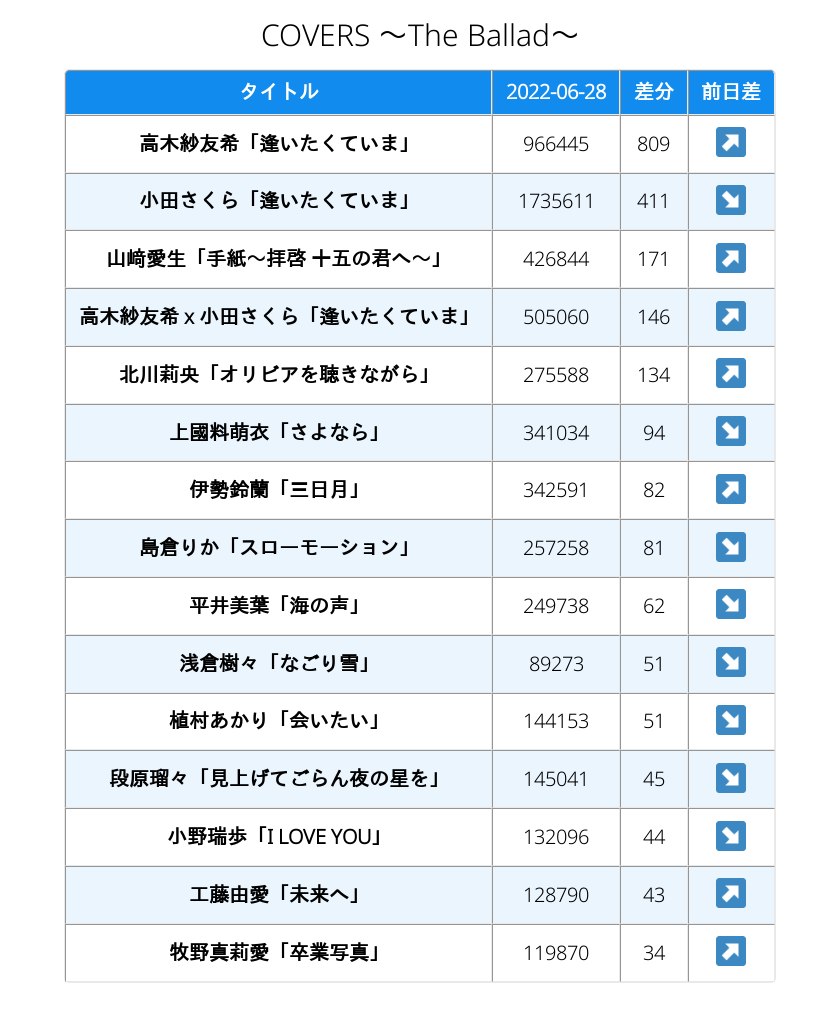 COVERS ～The Ballad～
タイトル 2022-06-28 差分 前日差
高木紗友希「逢いたくていま」 966445 809 ↗
小田さくら「逢いたくていま」 1735611 411 ↘
山﨑愛生「手紙～拝啓 十五の君へ～」 426844 171 ↗
高木紗友希 x 小田さくら「逢いたくていま」 505060 146 ↗
北川莉央「オリビアを聴きながら」 275588 134 ↗
上國料萌衣「さよなら」 341034 94 ↘
伊勢鈴蘭「三日月」 342591 82 ↗
島倉りか「スローモーション」 257258 81 ↘
平井美葉「海の声」 249738 62 ↘
浅倉樹々「なごり雪」 89273 51 ↘
植村あかり「会いたい」 144153 51 ↘
段原瑠々「見上げてごらん夜の星を」 145041 45 ↘
小野瑞歩「I LOVE YOU」 132096 44 ↘
工藤由愛「未来へ」 128790 43 ↗
牧野真莉愛「卒業写真」 119870 34 ↗